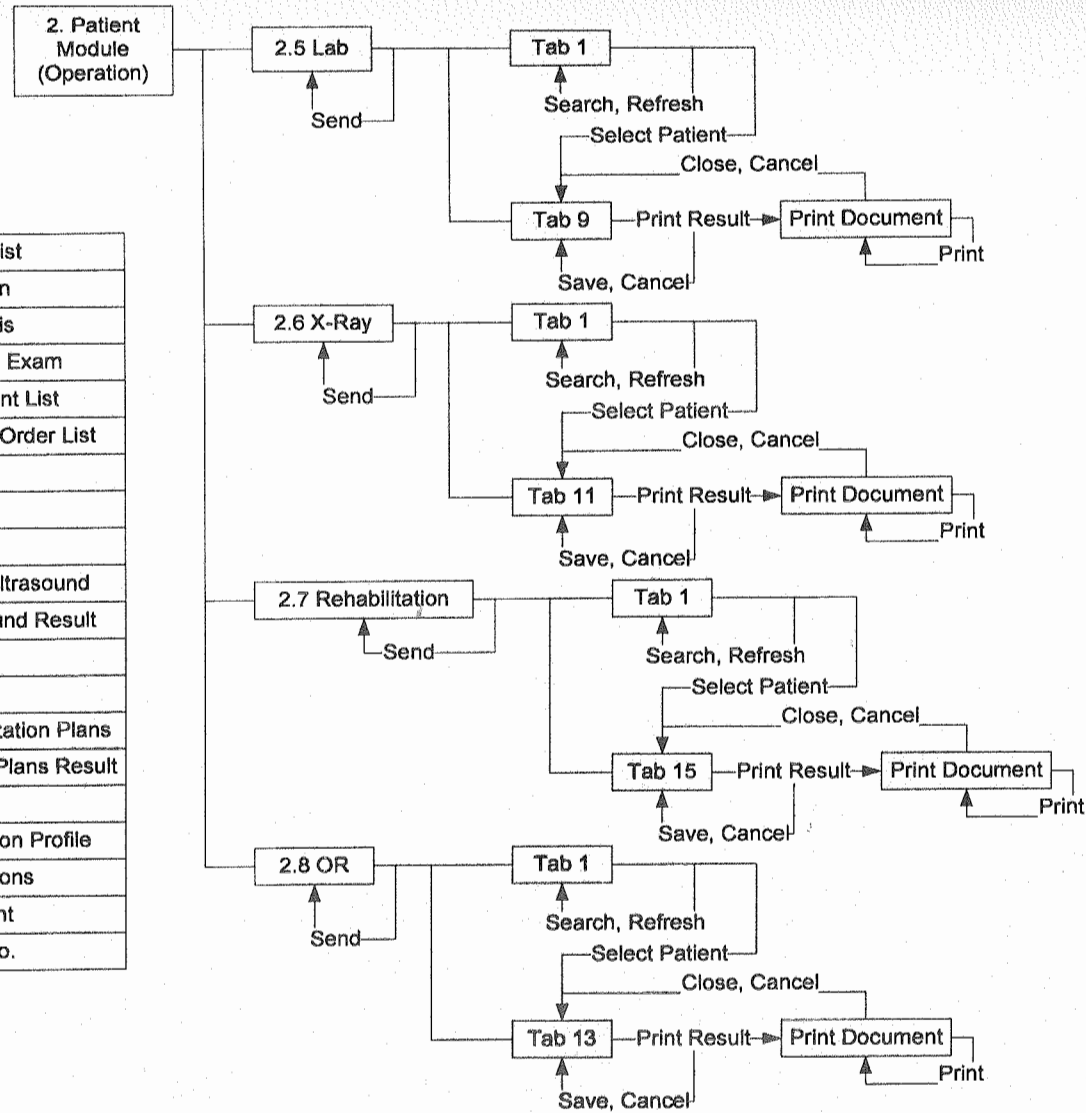 2. Patient
Module
(Operation)
2.5 Lab
Send
Tab 1
Search, Refresh
Select Patient
Close, Cancel
Tab 9
Print Result
Print Document
Print
Save, Cancel
ist
n
is
Exam
nt List
Order List
ltrasound
und Result
tation Plans
Plans Result
on Profile
ons
nt
o.
2.6 X-Ray
Send
Tab 1
Search, Refresh
Select Patient
Close, Cancel
Tab 11
Print Result
Print Document
Print
Save, Cancel
2.7 Rehabilitation
Send
Tab 1
Search, Refresh
Select Patient
Close, Cancel
Tab 15
Print Result
Print Document
Print
Save, Cancel
2.8 OR
Send
Tab 1
Search, Refresh
Select Patient
Close, Cancel
Tab 13
Print Result
Print Document
Print
Save, Cancel